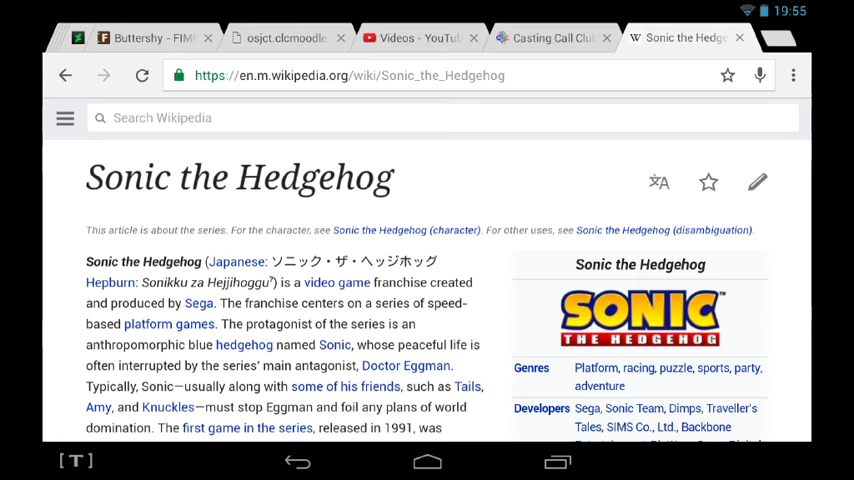 19:55
Buttershy - FIMF
osjct.clcmoodle.
Videos - YouTub
Casting Call Club
W Sonic the Hedge
https://en.m.wikipedia.org/wiki/Sonic_the_Hedgehog
Search Wikipedia
Sonic the Hedgehog
This article is about the series. For the character, see Sonic the Hedgehog (character). For other uses, see Sonic the Hedgehog (disambiguation).
Sonic the Hedgehog (Japanese: ソニック・ザ・ヘッジホッグ
Hepburn: Sonikku za Hejjihoggu?) is a video game franchise created
and produced by Sega. The franchise centers on a series of speed-
based platform games. The protagonist of the series is an
anthropomorphic blue hedgehog named Sonic, whose peaceful life is
often interrupted by the series' main antagonist, Doctor Eggman.
Typically, Sonic—usually along with some of his friends, such as Tails,
Amy, and Knuckles—must stop Eggman and foil any plans of world
domination. The first game in the series, released in 1991, was
Sonic the Hedgehog
SONIC™
THE HEDGEHOG
Genres Platform, racing, puzzle, sports, party,
adventure
Developers Sega, Sonic Team, Dimps, Traveller's
Tales, SIMS Co., Ltd., Backbone
[T]